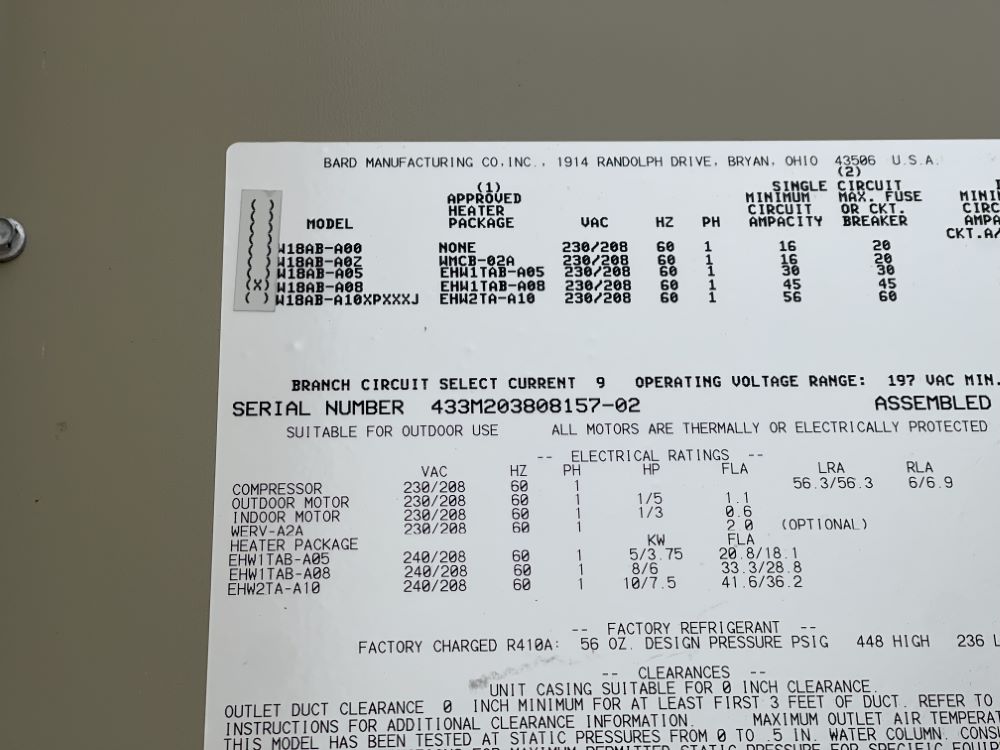 BARD MANUFACTURING CO,INC., 1914 RANDOLPH DRIVE, BRYAN, OHIO 43506 U.S.A.
(1) (2)
APPROVED SINGLE CIRCUIT
HEATER MINIMUM MAX. FUSE
PACKAGE CIRCUIT OR CKT.
MODEL VAC HZ PH AMPACITY BREAKER
CKT.A
( ) W18AB-A00 NONE 230/208 60 1 16 20
( ) W18AB-A0Z WMCB-02A 230/208 60 1 16 20
( ) W18AB-A05 EHW1TAB-A05 230/208 60 1 30 30
(X) W18AB-A08 EHW1TAB-A08 230/208 60 1 45 45
( ) W18AB-A10XPXXXJ EHW2TA-A10 230/208 60 1 56 60
BRANCH CIRCUIT SELECT CURRENT 9 OPERATING VOLTAGE RANGE: 197 VAC MIN.
SERIAL NUMBER 433M203808157-02 ASSEMBLED
SUITABLE FOR OUTDOOR USE ALL MOTORS ARE THERMALLY OR ELECTRICALLY PROTECTED
-- ELECTRICAL RATINGS --
VAC HZ PH HP FLA LRA RLA
COMPRESSOR 230/208 60 1 56.3/56.3 6/6.9
OUTDOOR MOTOR 230/208 60 1 1/5 1.1
INDOOR MOTOR 230/208 60 1 1/3 0.6
WERV-A2A 230/208 60 1 2.0 (OPTIONAL)
HEATER PACKAGE KW FLA
EHW1TAB-A05 240/208 60 1 5/3.75 20.8/18.1
EHW1TAB-A08 240/208 60 1 8/6 33.3/28.8
EHW2TA-A10 240/208 60 1 10/7.5 41.6/36.2
-- FACTORY REFRIGERANT --
FACTORY CHARGED R410A: 56 OZ. DESIGN PRESSURE PSIG 448 HIGH 236 L
-- CLEARANCES --
UNIT CASING SUITABLE FOR 0 INCH CLEARANCE.
OUTLET DUCT CLEARANCE 0 INCH MINIMUM FOR AT LEAST FIRST 3 FEET OF DUCT. REFER TO
INSTRUCTIONS FOR ADDITIONAL CLEARANCE INFORMATION. MAXIMUM OUTLET AIR TEMPERAT
THIS MODEL HAS BEEN TESTED AT STATIC PRESSURES FROM 0 TO .5 IN. WATER COLUMN. CONS